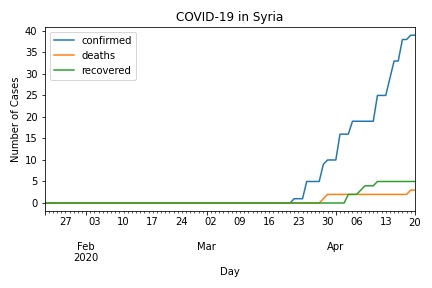 COVID-19 in Syria
confirmed
deaths
recovered
Number of Cases
40
35
30
25
20
15
10
5
0
27 03 10 17 24 02 09 16 23 30 06 13 20
Feb Mar Apr
2020
Day